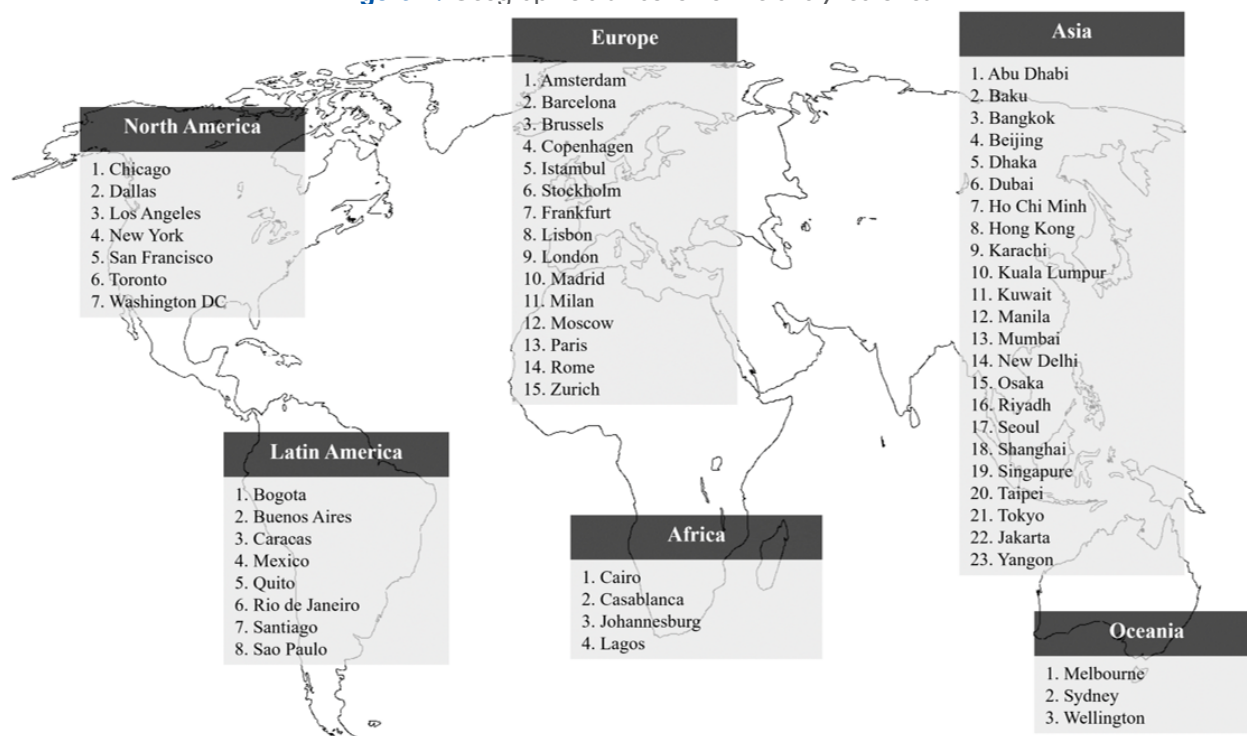 North America
1. Chicago
2. Dallas
3. Los Angeles
4. New York
5. San Francisco
6. Toronto
7. Washington DC
Latin America
1. Bogota
2. Buenos Aires
3. Caracas
4. Mexico
5. Quito
6. Rio de Janeiro
7. Santiago
8. Sao Paulo
Europe
1. Amsterdam
2. Barcelona
3. Brussels
4. Copenhagen
5. Istambul
6. Stockholm
7. Frankfurt
8. Lisbon
9. London
10. Madrid
11. Milan
12. Moscow
13. Paris
14. Rome
15. Zurich
Africa
1. Cairo
2. Casablanca
3. Johannesburg
4. Lagos
Asia
1. Abu Dhabi
2. Baku
3. Bangkok
4. Beijing
5. Dhaka
6. Dubai
7. Ho Chi Minh
8. Hong Kong
9. Karachi
10. Kuala Lumpur
11. Kuwait
12. Manila
13. Mumbai
14. New Delhi
15. Osaka
16. Riyadh
17. Seoul
18. Shanghai
19. Singapure
20. Taipei
21. Tokyo
22. Jakarta
23. Yangon
Oceania
1. Melbourne
2. Sydney
3. Wellington